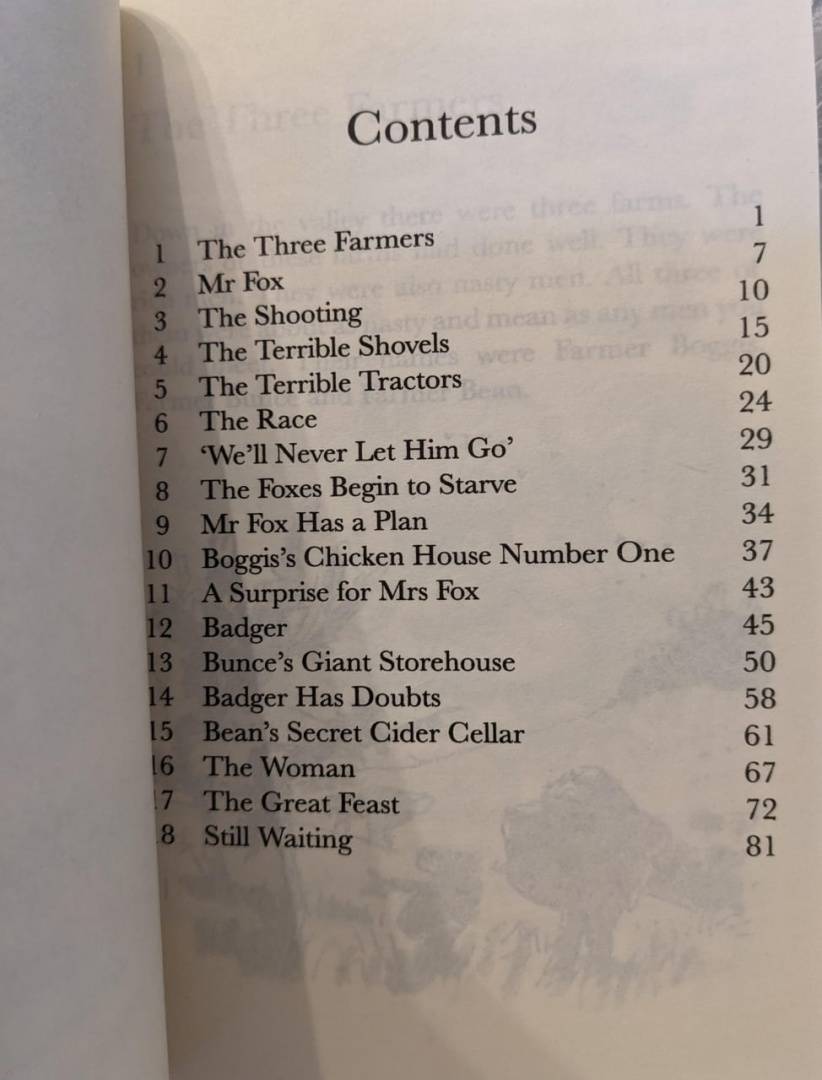 Contents
1 The Three Farmers 1
2 Mr Fox 7
3 The Shooting 10
4 The Terrible Shovels 15
5 The Terrible Tractors 20
6 The Race 24
7 ‘We’ll Never Let Him Go’ 29
8 The Foxes Begin to Starve 31
9 Mr Fox Has a Plan 34
10 Boggis’s Chicken House Number One 37
11 A Surprise for Mrs Fox 43
12 Badger 45
13 Bunce’s Giant Storehouse 50
14 Badger Has Doubts 58
15 Bean’s Secret Cider Cellar 61
16 The Woman 67
17 The Great Feast 72
18 Still Waiting 81